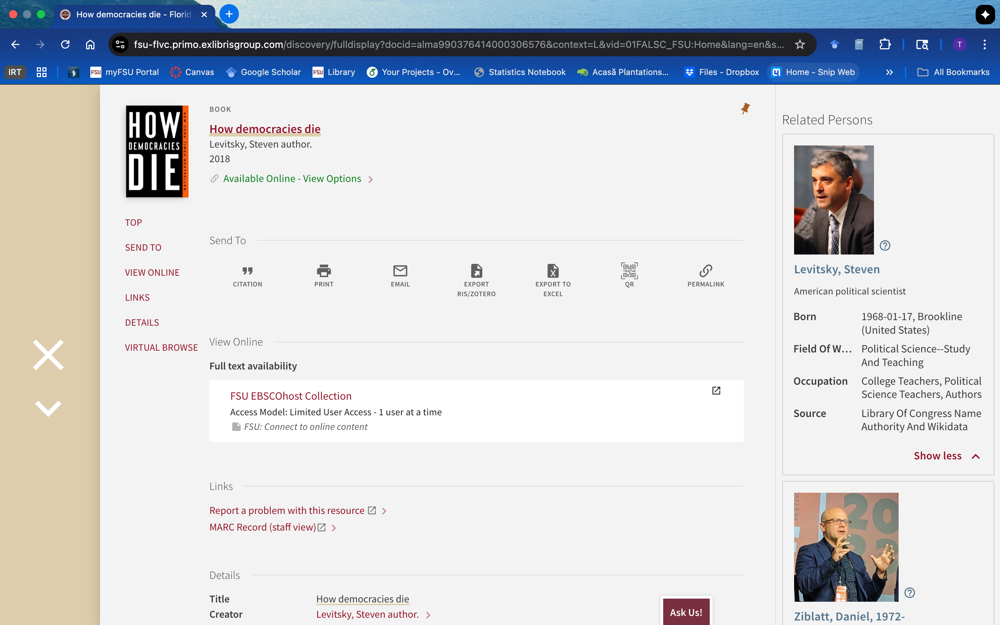 How democracies die - Florid
fsu-flvc.primo.exlibrisgroup.com/discovery/fulldisplay?docid=alma990376414000306576&context=L&vid=01FALSC_FSU:Home&lang=en&s...
T
IRT
FSU myFSU Portal
Canvas
Google Scholar
FSU Library
Your Projects - Ov...
Statistics Notebook
Acasă Plantations...
Files - Dropbox
Home - Snip Web
All Bookmarks
HOW
DEMOCRACIES
DIE
NEW YORK TIMES BESTSELLER
BOOK
How democracies die
Levitsky, Steven author.
2018
Available Online - View Options
TOP
SEND TO
VIEW ONLINE
LINKS
DETAILS
VIRTUAL BROWSE
Send To
CITATION
PRINT
EMAIL
EXPORT
RIS/ZOTERO
EXPORT TO
EXCEL
QR
PERMALINK
View Online
Full text availability
FSU EBSCOhost Collection
Access Model: Limited User Access - 1 user at a time
FSU: Connect to online content
Links
Report a problem with this resource
MARC Record (staff view)
Details
Title How democracies die
Creator Levitsky, Steven author.
Ask Us!
Related Persons
Levitsky, Steven
American political scientist
Born 1968-01-17, Brookline
(United States)
Field Of W... Political Science--Study
And Teaching
Occupation College Teachers, Political
Science Teachers, Authors
Source Library Of Congress Name
Authority And Wikidata
Show less
Ziblatt, Daniel, 1972-